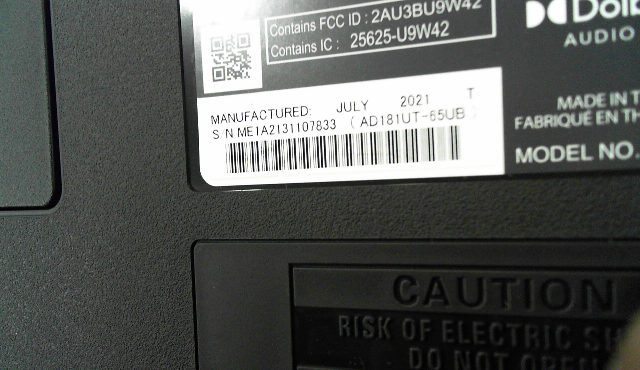 Contains FCC ID : 2AU3BU9W42
Contains IC : 25625-U9W42
AUDIO
MANUFACTURED: JULY 2021 T
S/N ME1A2131107833 ( AD181UT-65UB )
MADE IN
FABRIQUÉ EN
MODEL NO.
CAUTION
RISK OF ELECTRIC
DO NOT OPEN